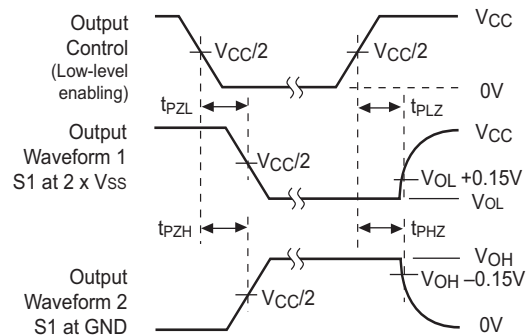 Output
Control
(Low-level
enabling)
VCC/2
VCC/2
VCC
0V
tPZL
tPLZ
Output
Waveform 1
S1 at 2 x VSS
VCC/2
VCC
VOL +0.15V
VOL
tPZH
tPHZ
Output
Waveform 2
S1 at GND
VCC/2
VOH
VOH –0.15V
0V